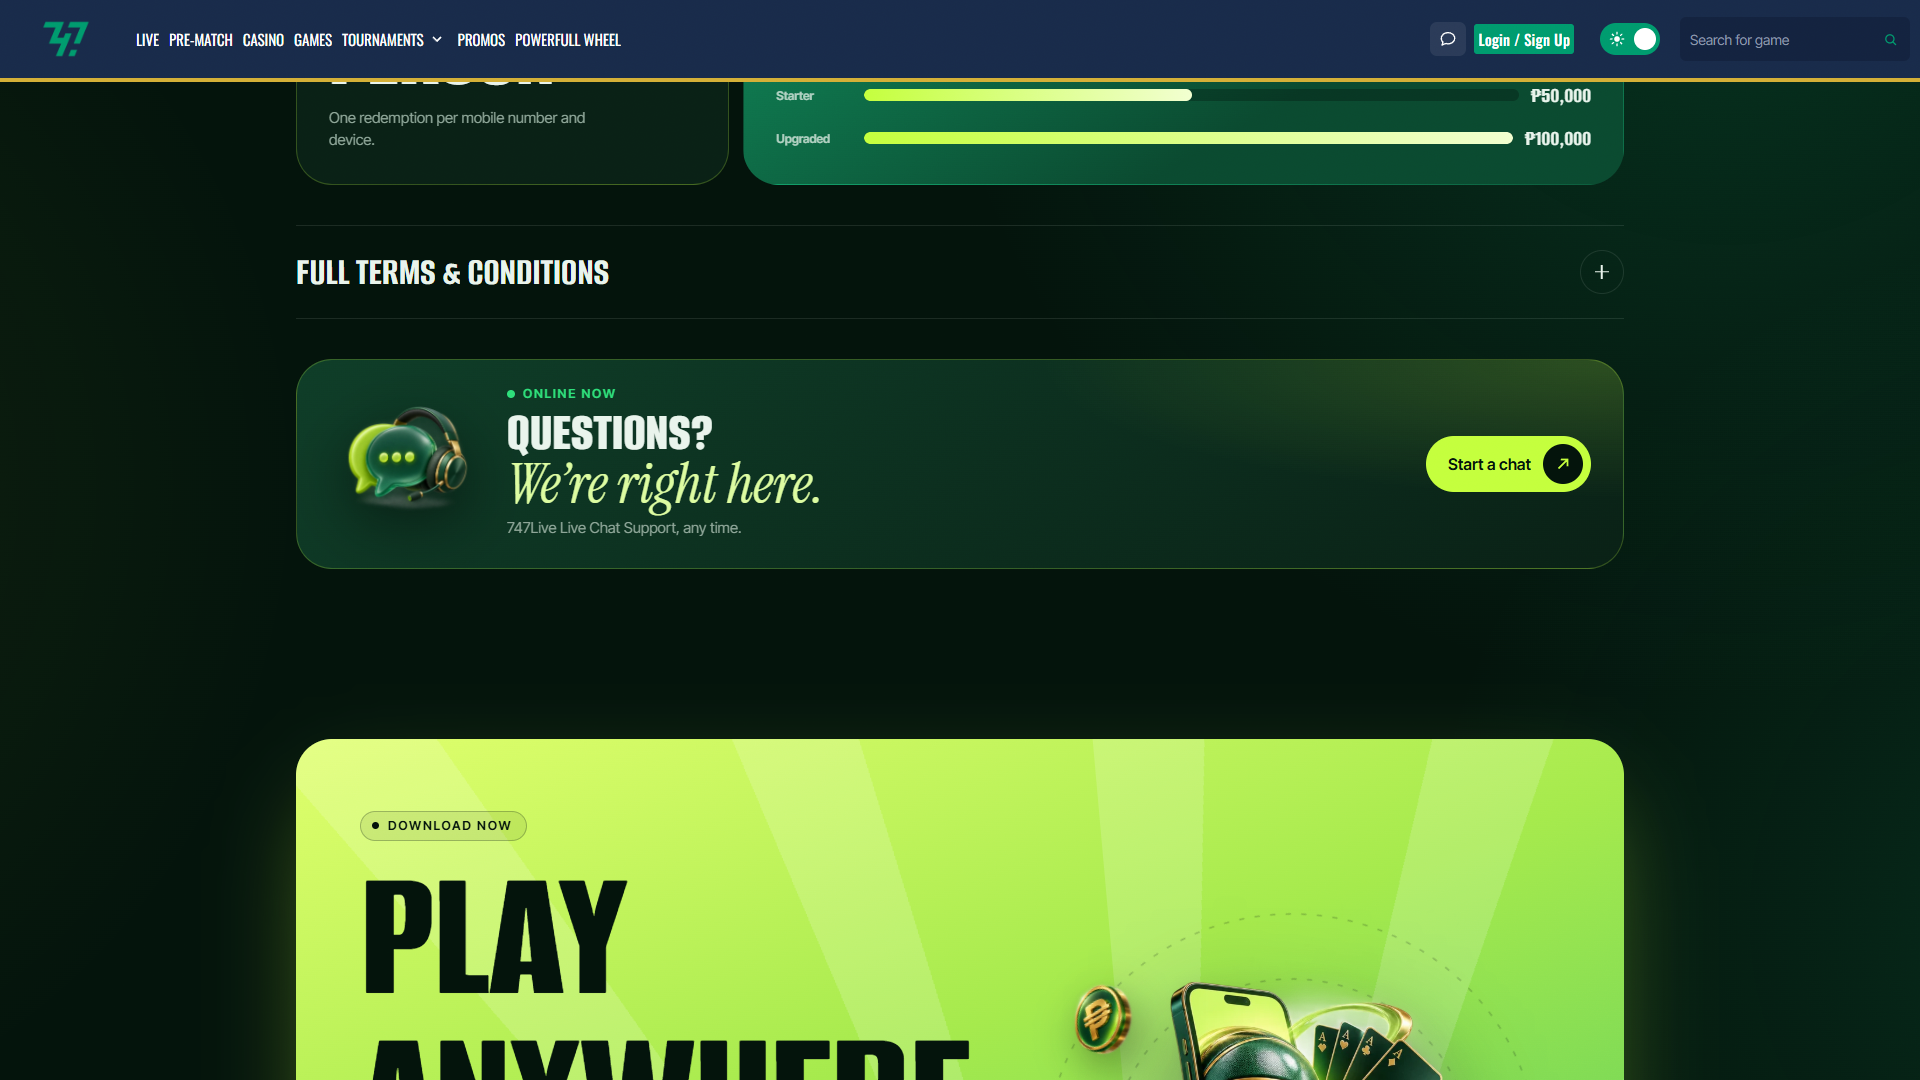 747
LIVE PRE-MATCH CASINO GAMES TOURNAMENTS PROMOS POWERFULL WHEEL
Login / Sign Up
Search for game
One redemption per mobile number and
device.
Starter ₱50,000
Upgraded ₱100,000
FULL TERMS & CONDITIONS
ONLINE NOW
QUESTIONS?
We’re right here.
747Live Live Chat Support, any time.
Start a chat
DOWNLOAD NOW
PLAY
ANYWHERE
A A A A